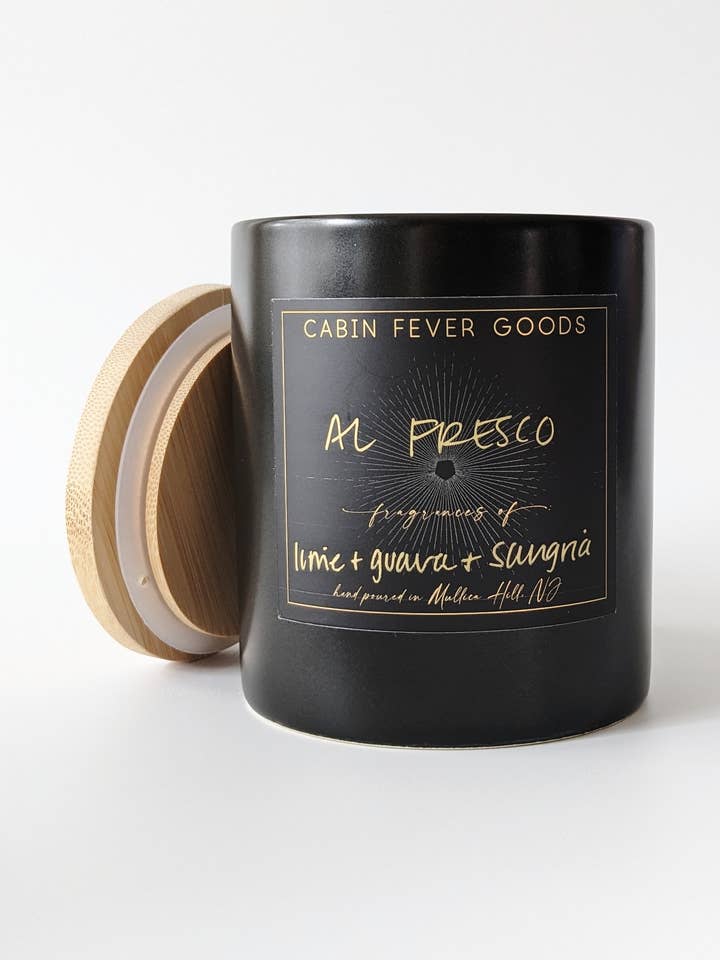 CABIN FEVER GOODS
AL FRESCO
fragrances of
lime + guava + sangria
hand poured in Mullica Hill, NJ